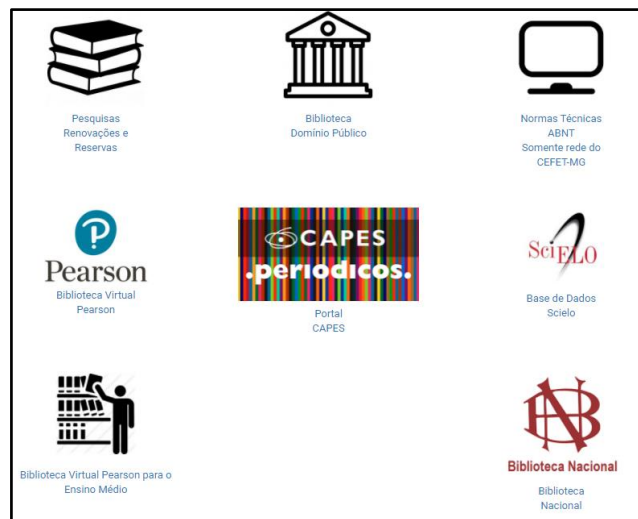 Pesquisas
Renovações e
Reservas
Biblioteca
Domínio Público
Normas Técnicas
ABNT
Somente rede do
CEFET-MG
Pearson
Biblioteca Virtual
Pearson
CAPES
.periodicos.
Portal
CAPES
SciELO
Base de Dados
Scielo
Biblioteca Virtual Pearson para o
Ensino Médio
BN
Biblioteca Nacional
Biblioteca
Nacional